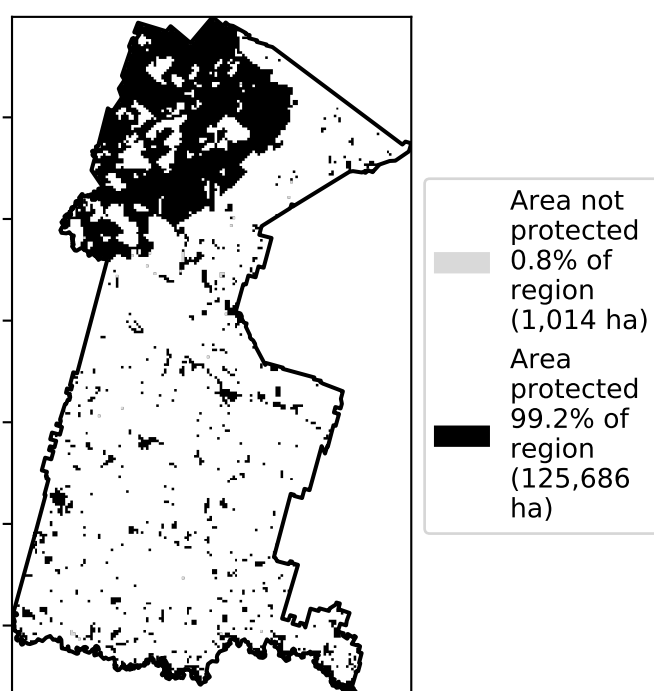 Area not
protected
0.8% of
region
(1,014 ha)
Area
protected
99.2% of
region
(125,686
ha)